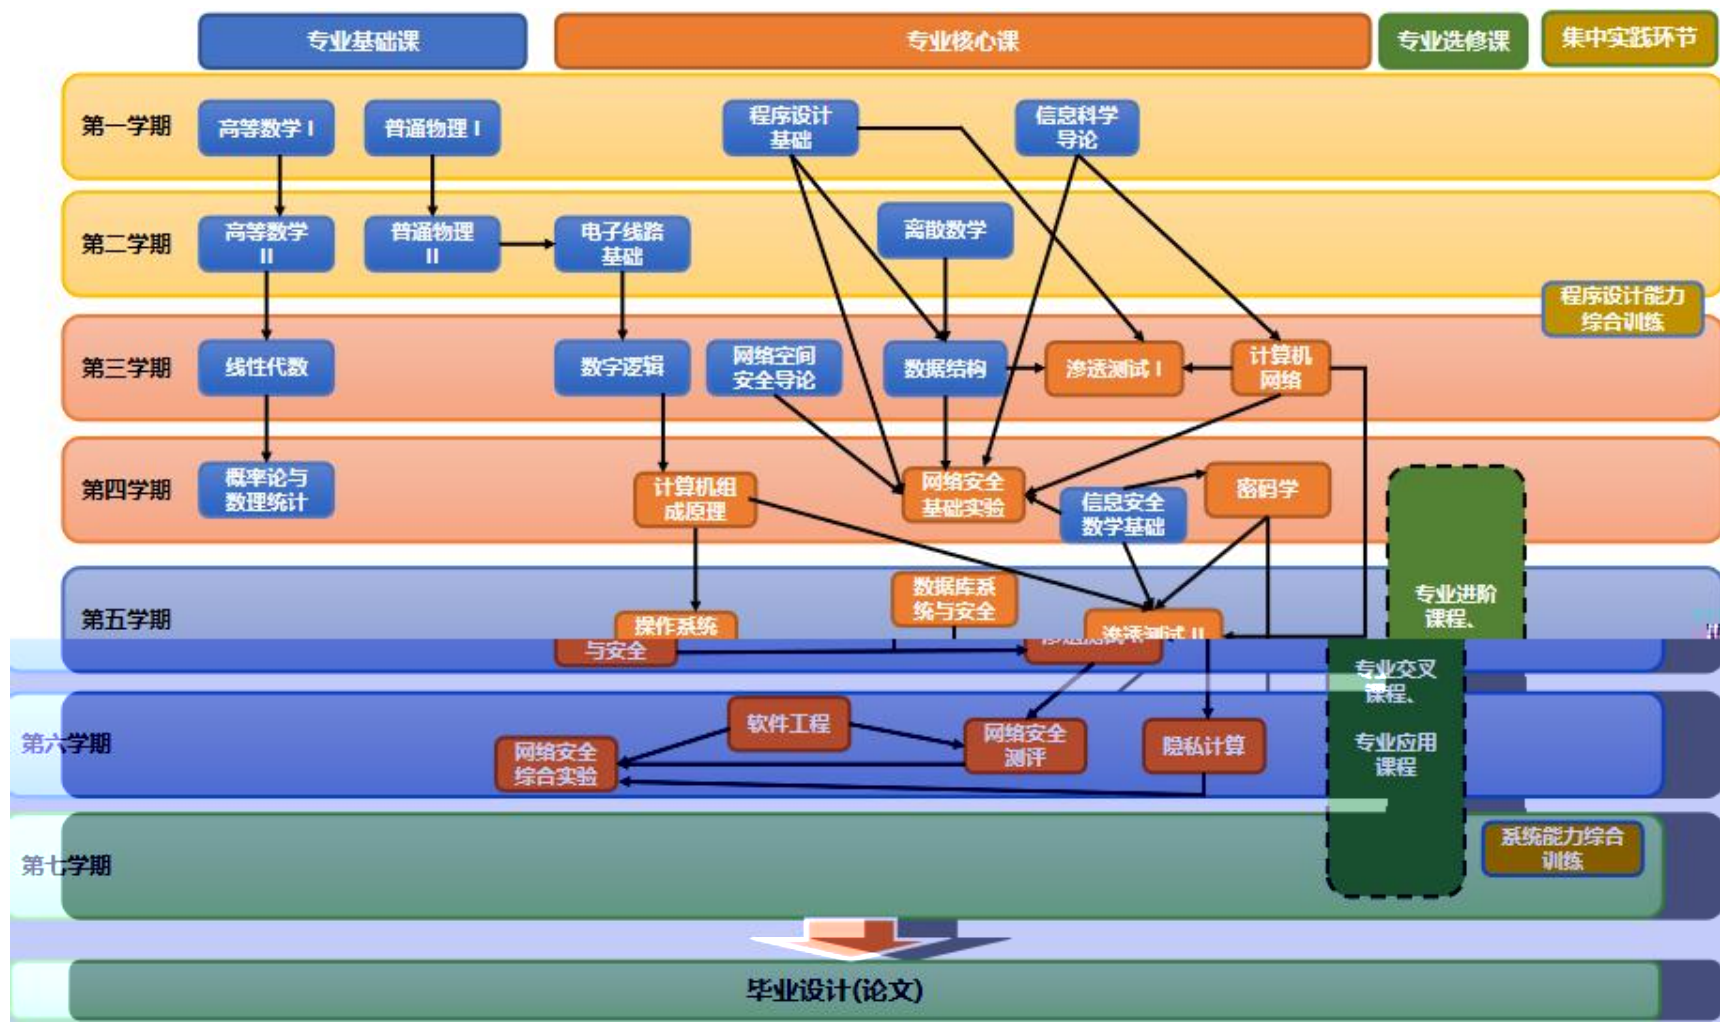 专业基础课
专业核心课
专业选修课
集中实践环节
第一学期
高等数学 I
普通物理 I
程序设计
基础
信息科学
导论
第二学期
高等数学
II
普通物理
II
电子线路
基础
离散数学
程序设计能力
综合训练
第三学期
线性代数
数字逻辑
网络空间
安全导论
数据结构
渗透测试 I
计算机
网络
第四学期
概率论与
数理统计
计算机组
成原理
网络安全
基础实验
信息安全
数学基础
密码学
第五学期
操作系统
与安全
数据库系
统与安全
渗透测试 II
专业进阶
课程、
专业交叉
课程、
专业应用
课程
第六学期
网络安全
综合实验
软件工程
网络安全
测评
隐私计算
第七学期
系统能力综合
训练
毕业设计(论文)